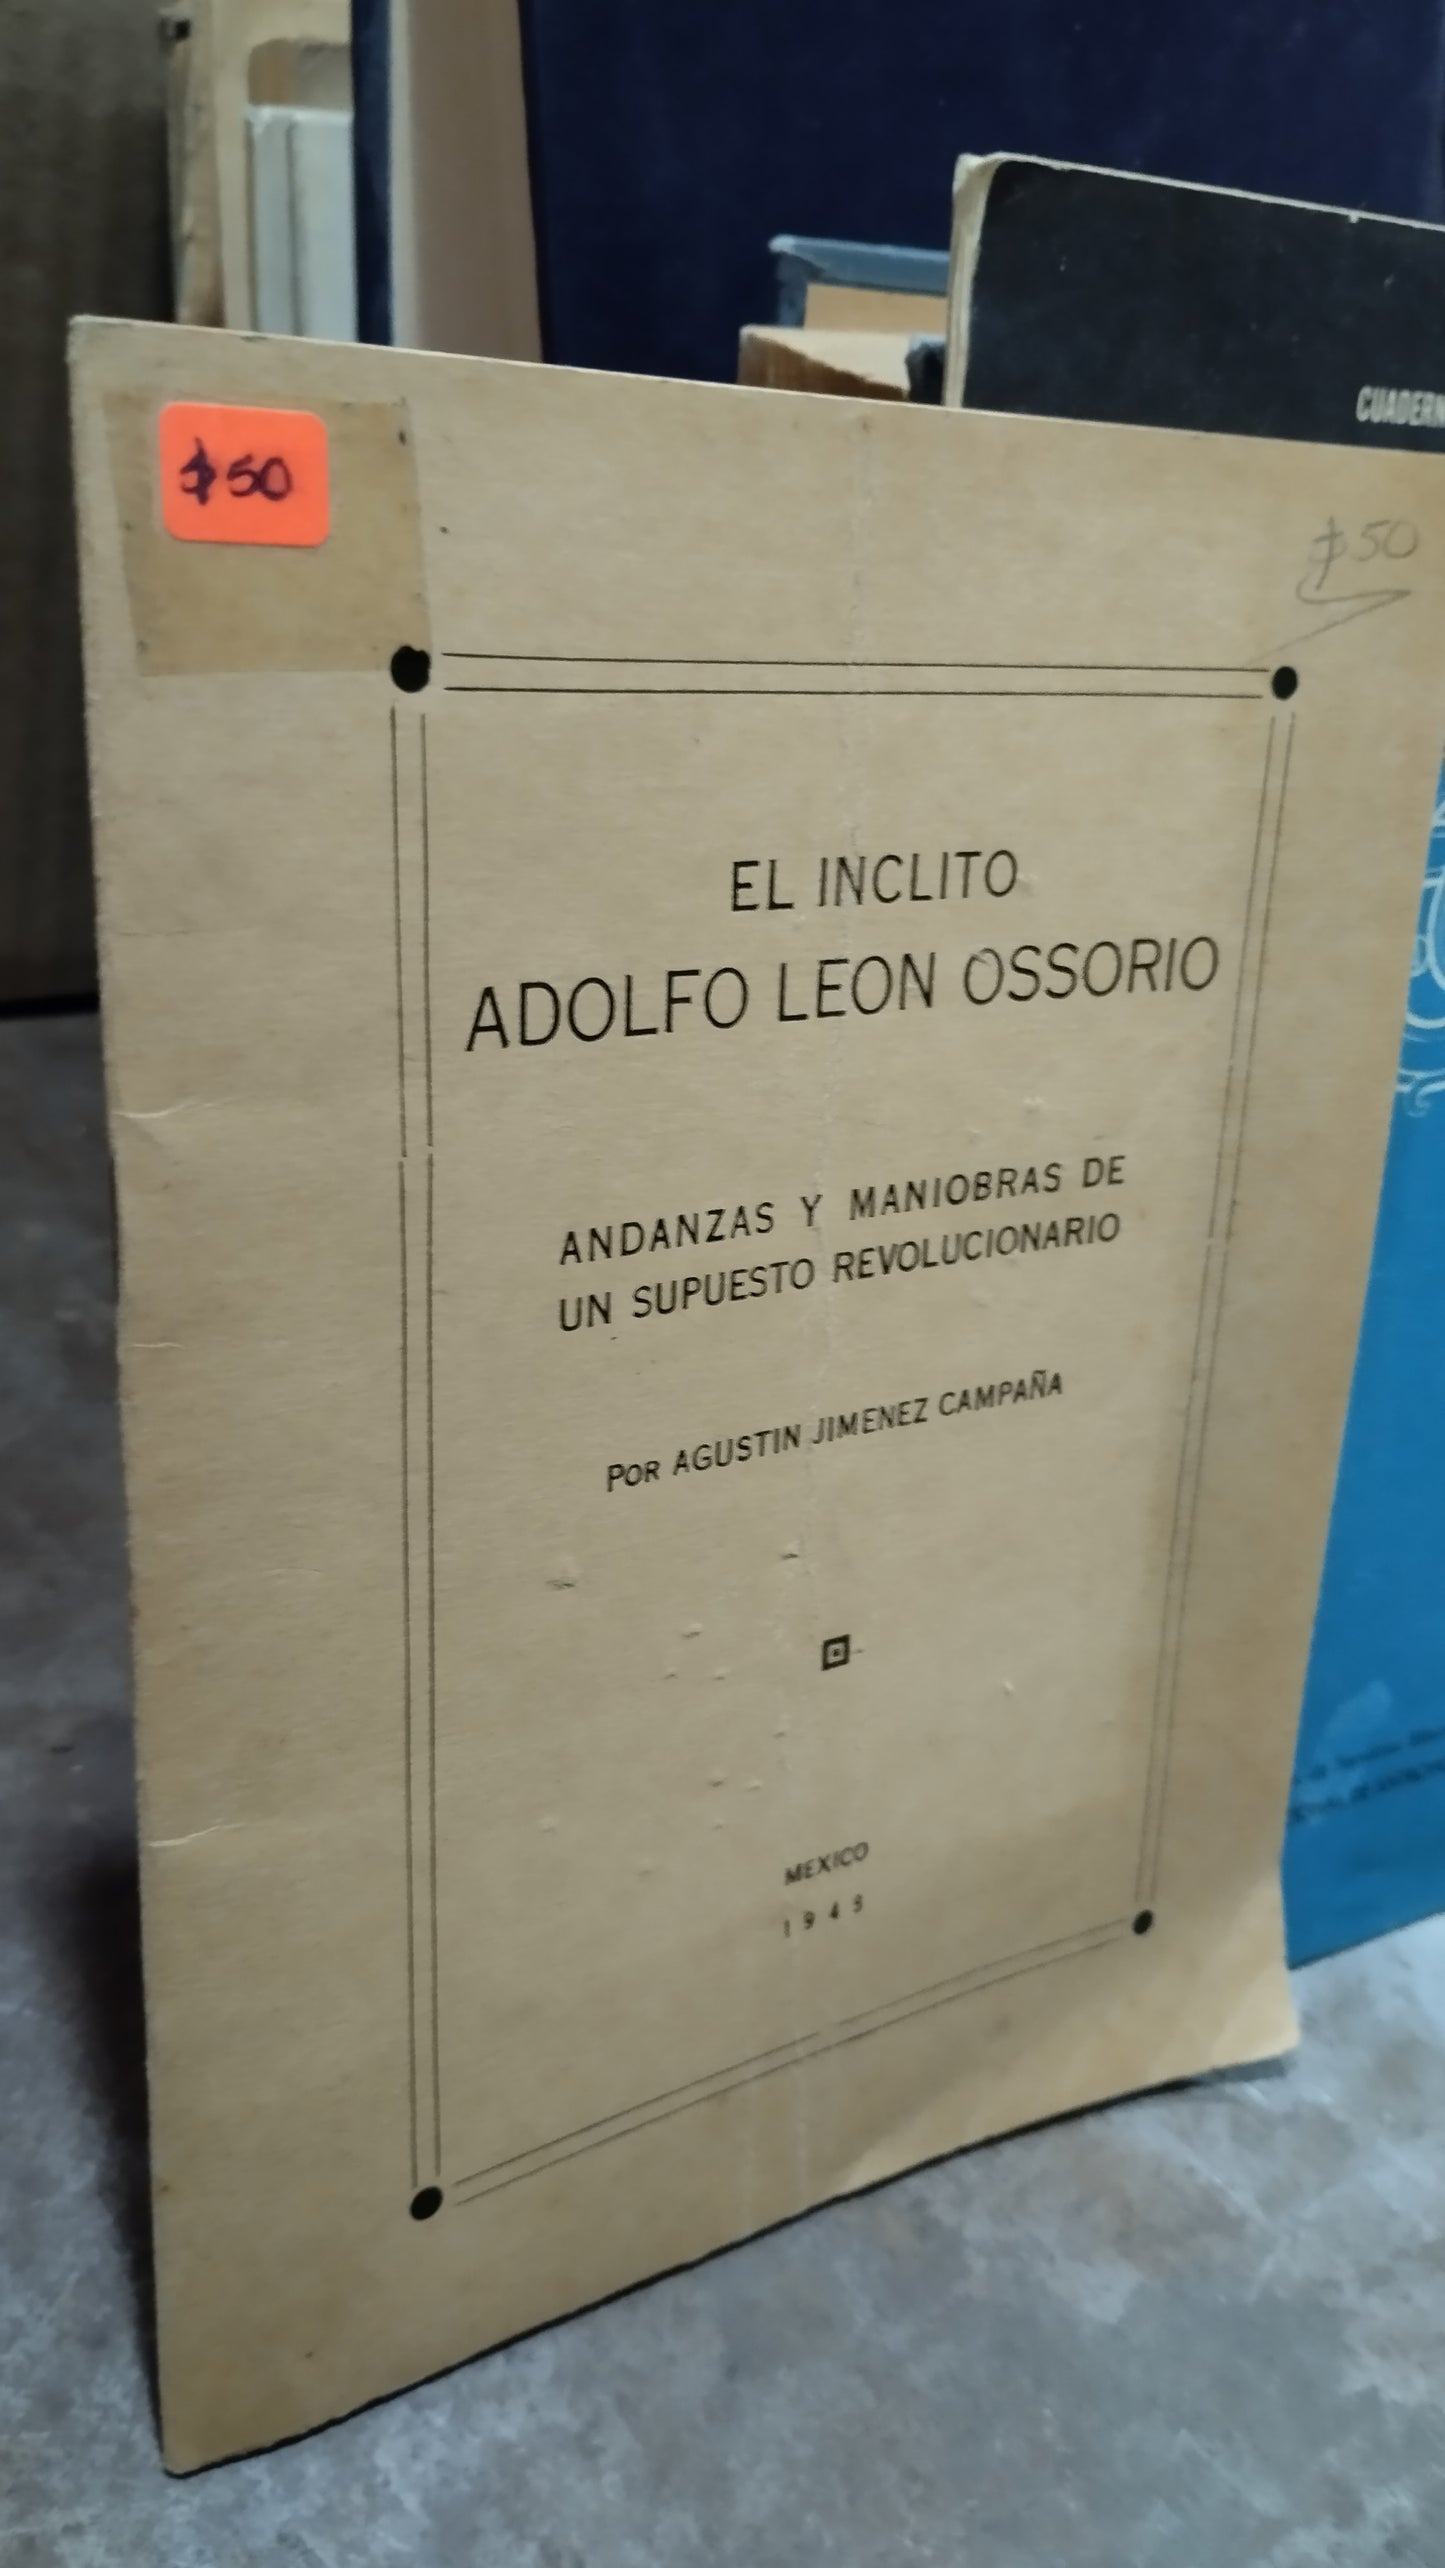 CUADERN
$50
$50
EL INCLITO
ADOLFO LEON OSSORIO
ANDANZAS Y MANIOBRAS DE
UN SUPUESTO REVOLUCIONARIO
POR AGUSTIN JIMENEZ CAMPAÑA
MEXICO